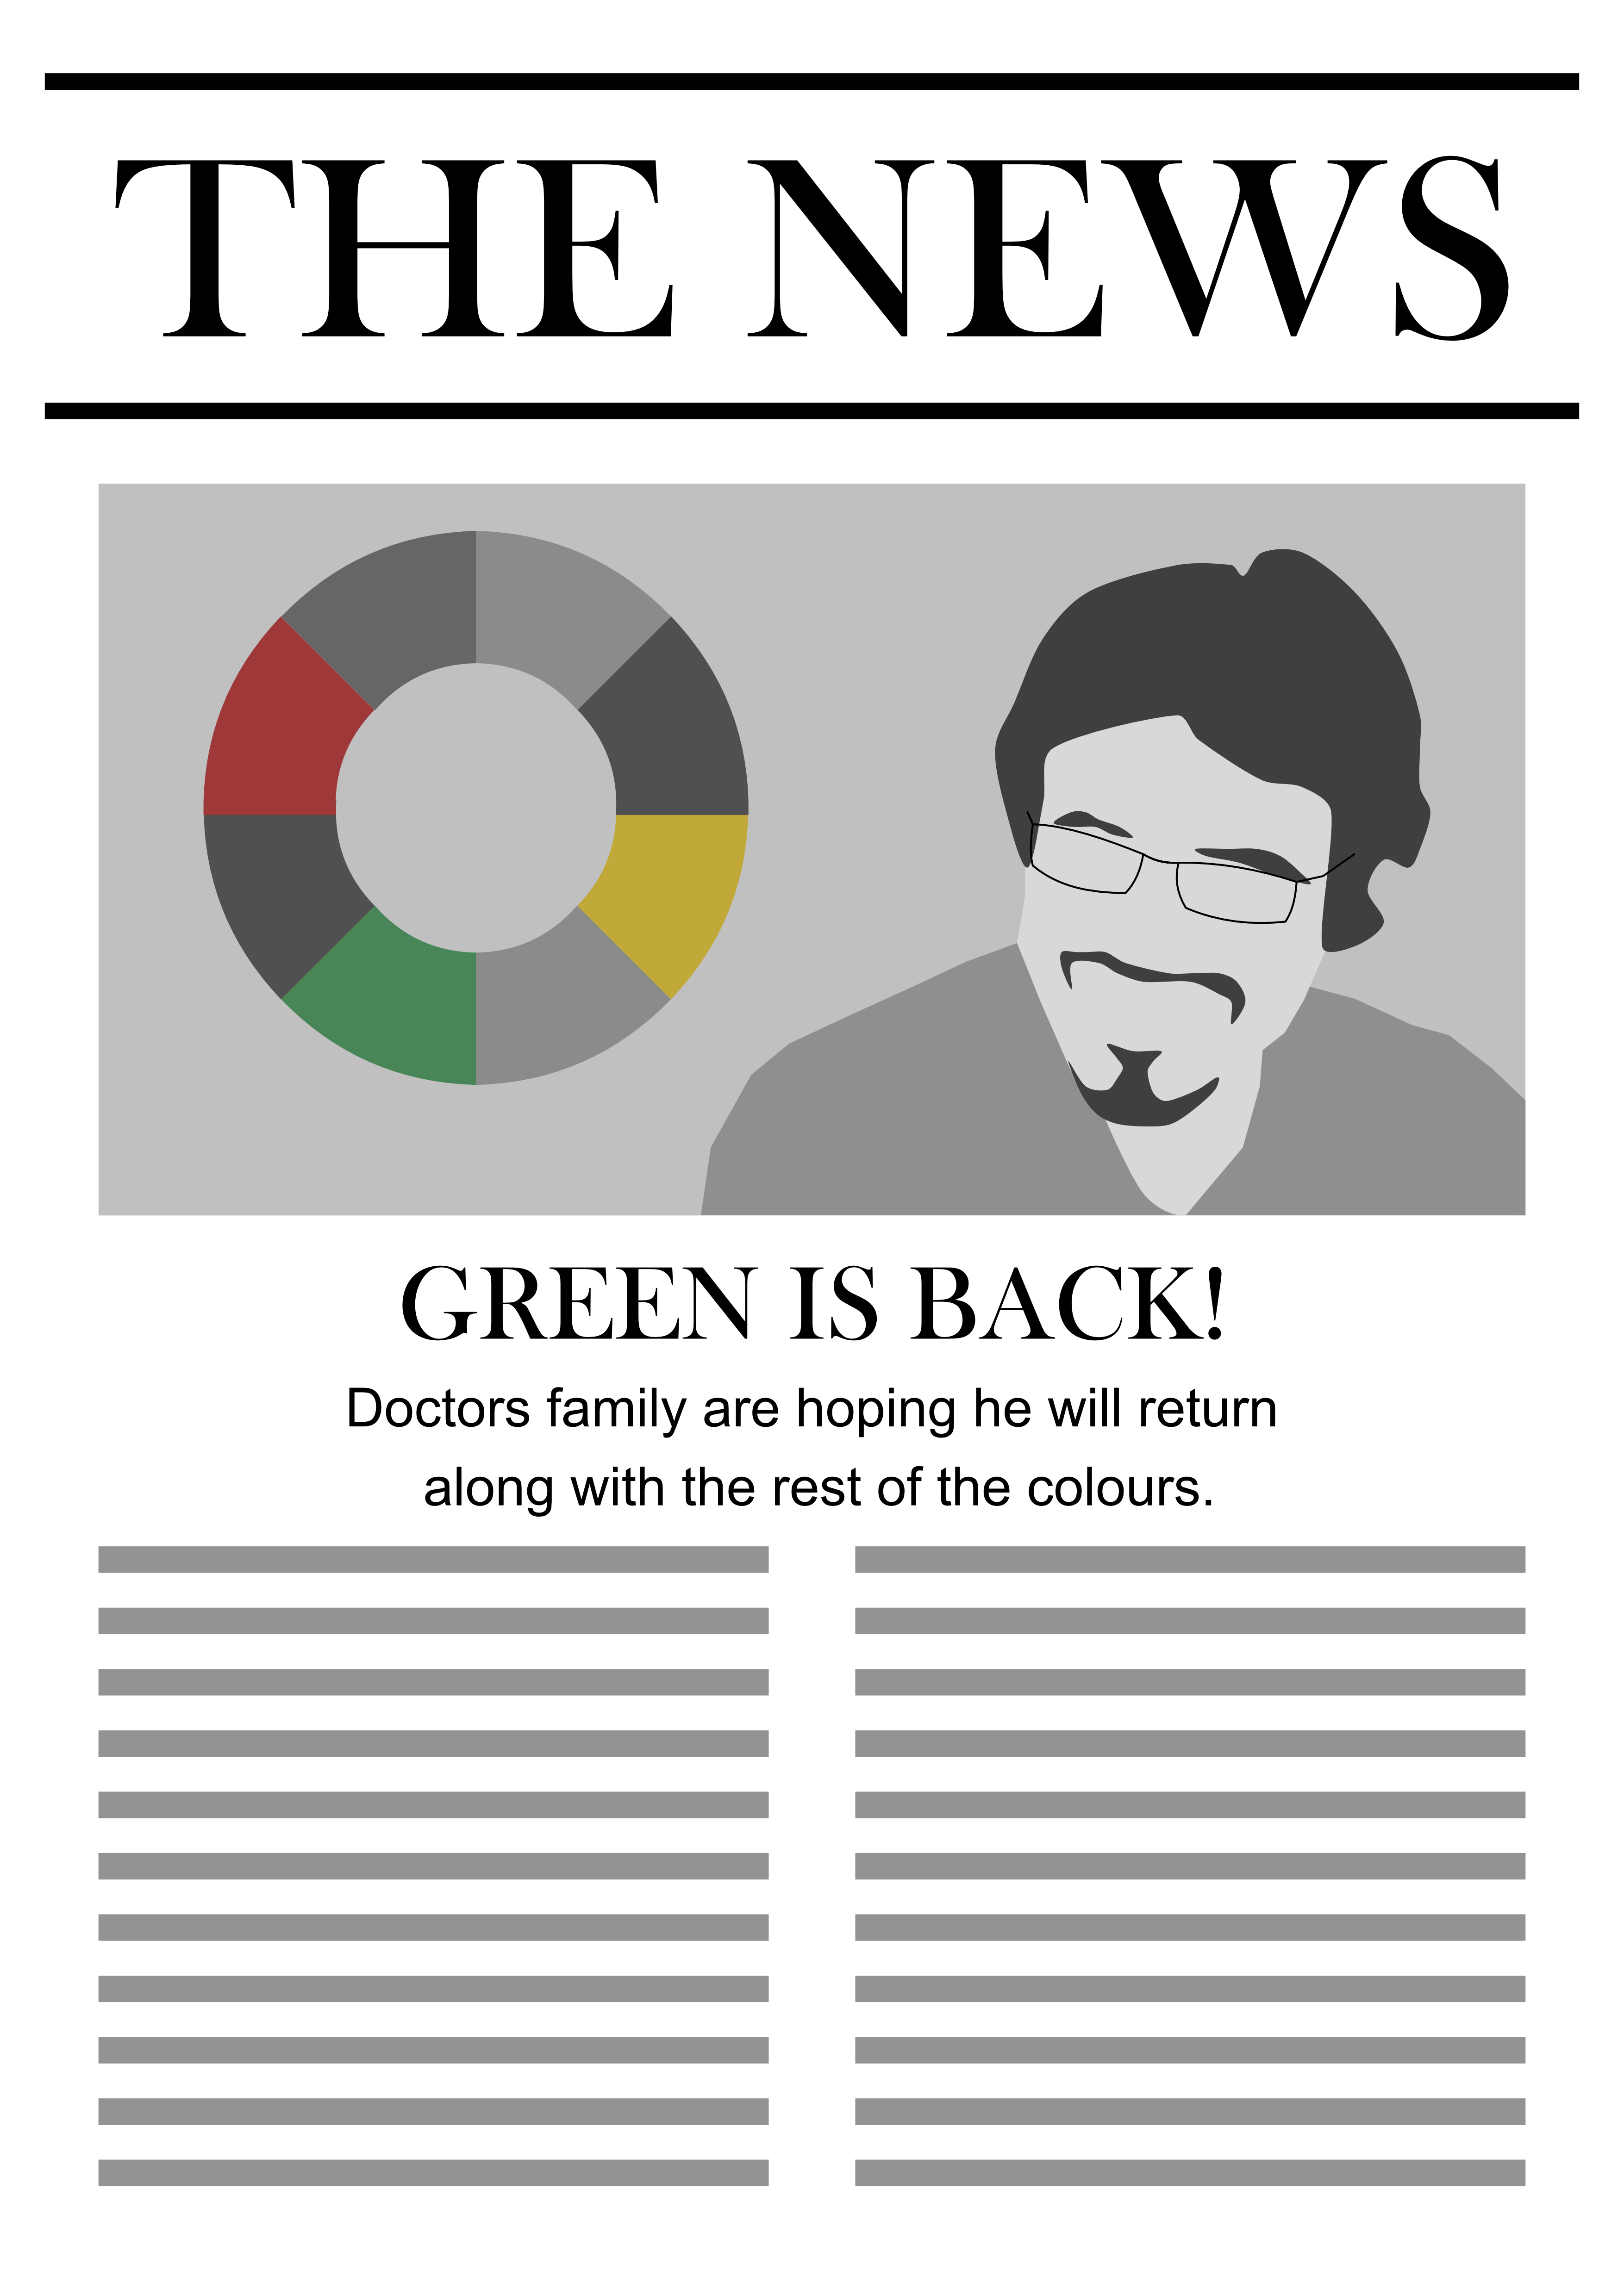 THE NEWS
GREEN IS BACK!
Doctors family are hoping he will return
along with the rest of the colours.